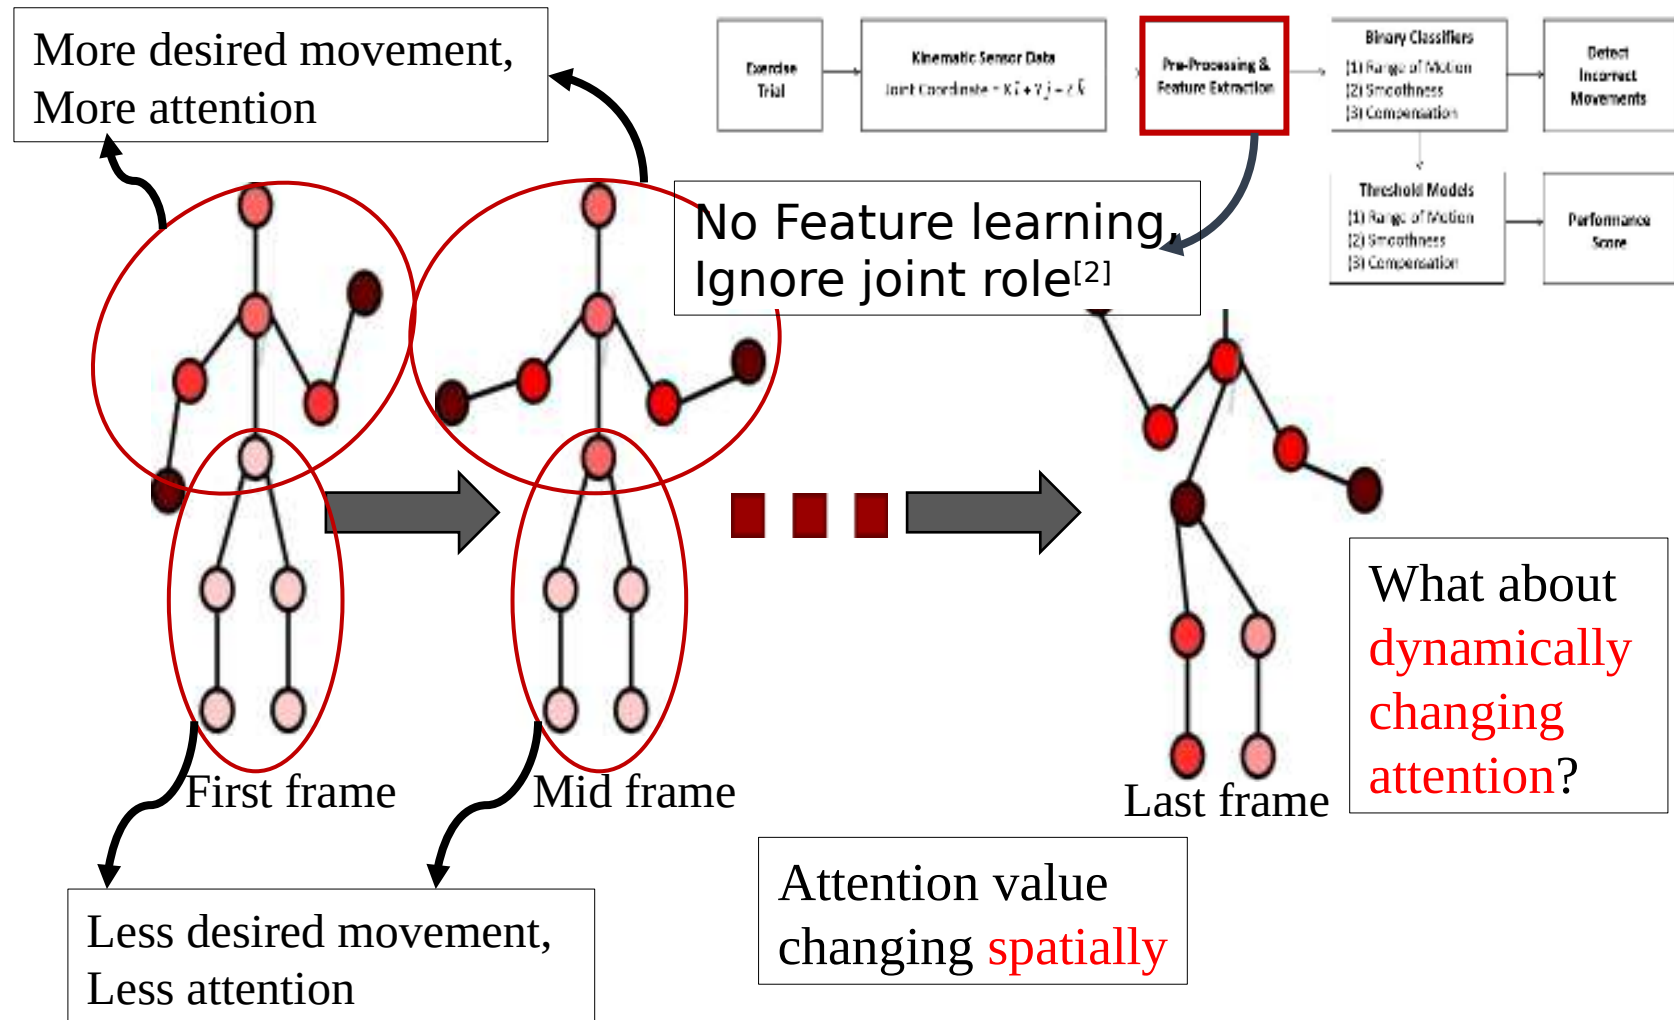 More desired movement,
More attention
Exercise
Trial
Kinematic Sensor Data
Joint Coordinate = X i + Y j + Z k
Pre-Processing &
Feature Extraction
Binary Classifiers
(1) Range of Motion
(2) Smoothness
(3) Compensation
Detect
Incorrect
Movements
Threshold Models
(1) Range of Motion
(2) Smoothness
(3) Compensation
Performance
Score
No Feature learning,
Ignore joint role[2]
What about
dynamically
changing
attention?
First frame
Mid frame
Last frame
Attention value
changing spatially
Less desired movement,
Less attention